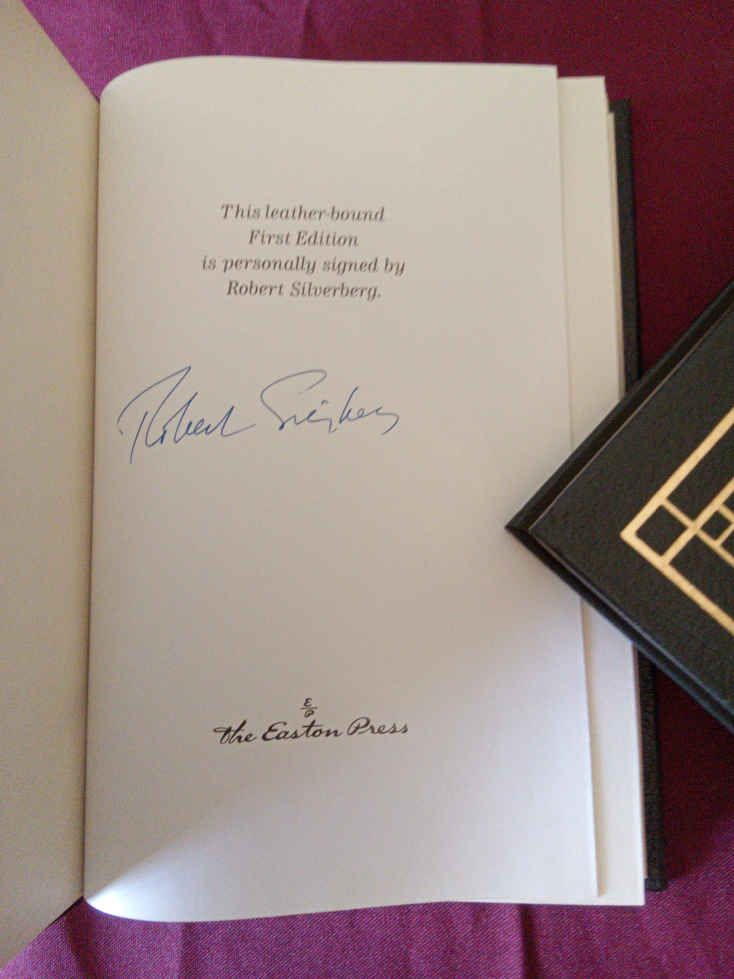 This leather-bound
First Edition
is personally signed by
Robert Silverberg.
Robert Silverberg
E
P
the Easton Press